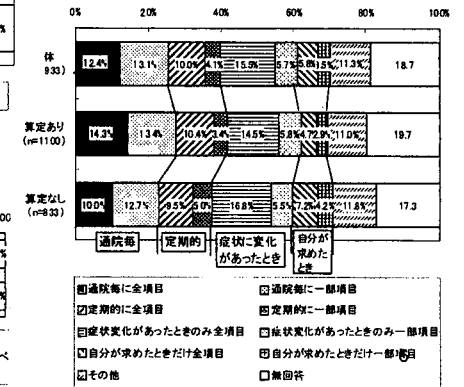 0% 20% 40% 60% 80% 100%
体
933)
12.4% 13.1% 10.0% 4.1% 15.5% 5.7% 5.8% 3.5% 11.3% 18.7
算定あり
(n=1100)
14.3% 13.4% 10.4% 3.4% 14.5% 5.8% 4.7% 2.9% 11.0% 19.7
算定なし
(n=833)
10.0% 12.7% 9.5% 5.0% 16.8% 5.5% 7.2% 4.2% 11.8% 17.3
通院毎 定期的 症状に変化
があったとき
自分が
求めた
とき
通院毎に全項目 通院毎に一部項目
定期的に全項目 定期的に一部項目
症状変化があったときのみ全項目 症状変化があったときのみ一部項目
自分が求めたときだけ全項目 自分が求めたときだけ一部項目
その他 無回答